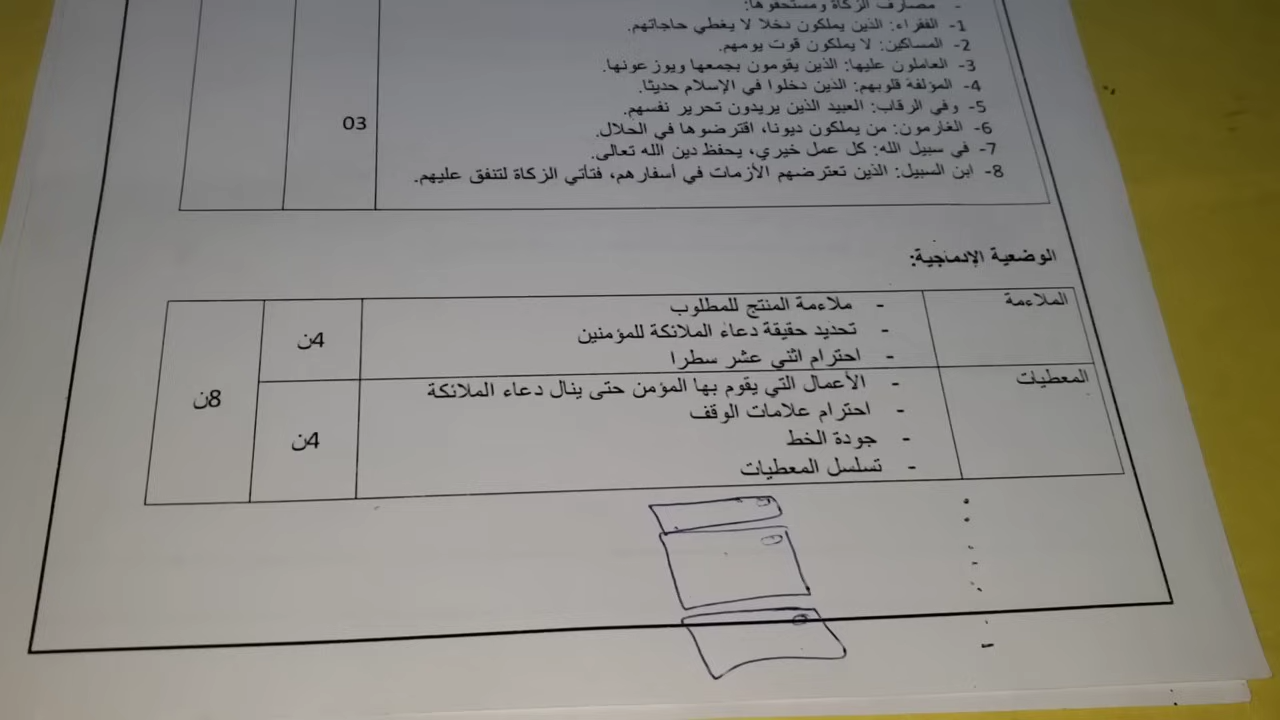 - مصارف الزكاة ومستحقوها:
1- الفقراء: الذين يملكون دخلا لا يغطي حاجاتهم.
2- المساكين: لا يملكون قوت يومهم.
3- العاملون عليها: الذين يقومون بجمعها ويوزعونها.
4- المؤلفة قلوبهم: الذين دخلوا في الإسلام حديثا.
5- وفي الرقاب: العبيد الذين يريدون تحرير نفسهم.
03
6- الغارمون: من يملكون ديونا، اقترضوها في الحلال.
7- في سبيل الله: كل عمل خيري، يحفظ دين الله تعالى.
8- ابن السبيل: الذين تعترضهم الأزمات في أسفارهم، فتأتي الزكاة لتنفق عليهم.
الوضعية الإدماجية:
الملاءمة
- ملاءمة المنتج للمطلوب
- تحديد حقيقة دعاء الملائكة للمؤمنين
- احترام اثني عشر سطرا
4ن
8ن
المعطيات
- الأعمال التي يقوم بها المؤمن حتى ينال دعاء الملائكة
- احترام علامات الوقف
- جودة الخط
- تسلسل المعطيات
4ن